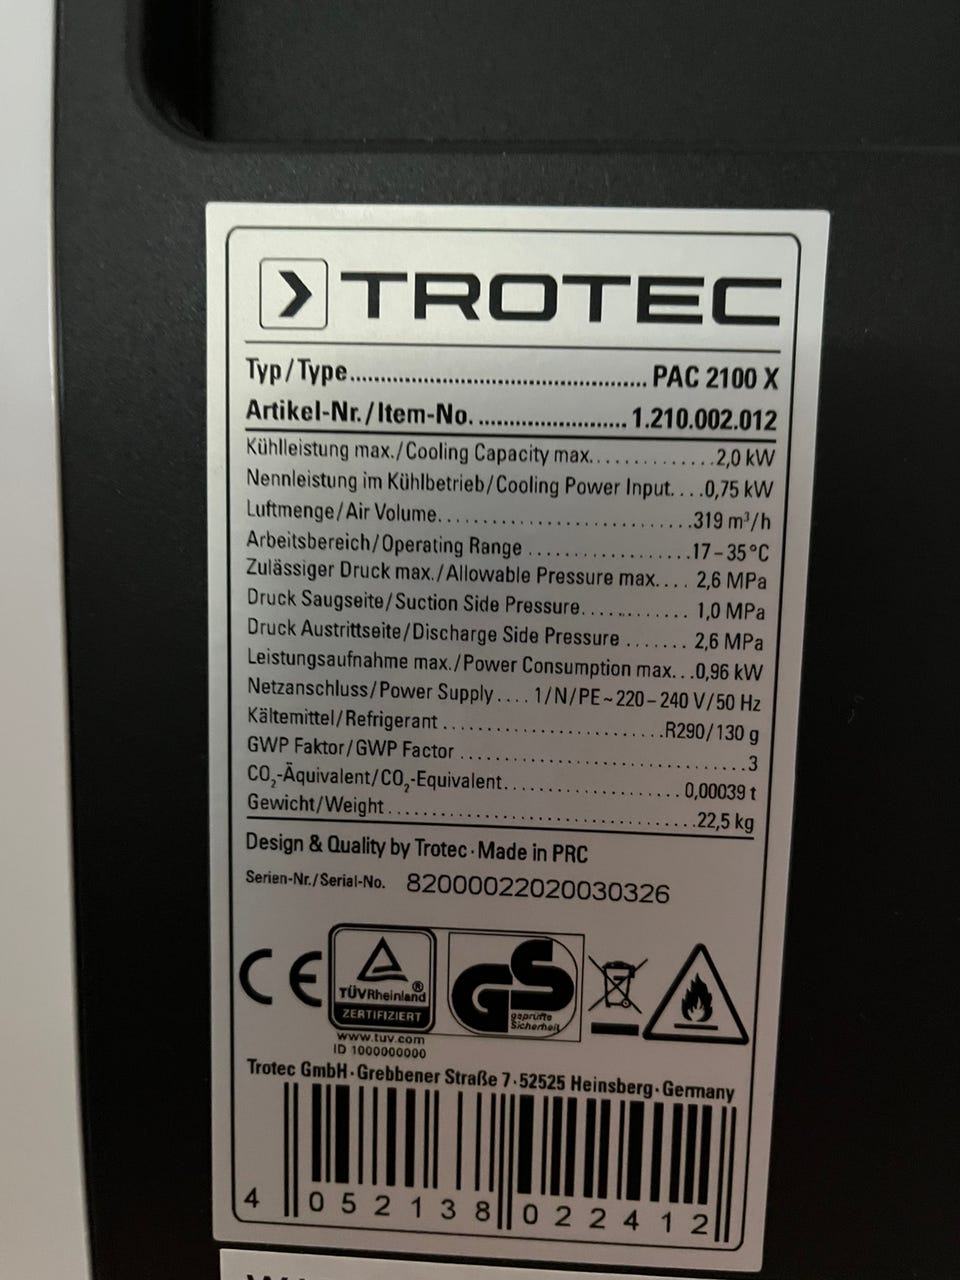 TROTEC
Typ/Type................................................PAC 2100 X
Artikel-Nr./Item-No. ........................1.210.002.012
Kühlleistung max./Cooling Capacity max..............2,0 kW
Nennleistung im Kühlbetrieb/Cooling Power Input....0,75 kW
Luftmenge/Air Volume............................319 m³/h
Arbeitsbereich/Operating Range .................17–35°C
Zulässiger Druck max./Allowable Pressure max.... 2,6 MPa
Druck Saugseite/Suction Side Pressure........... 1,0 MPa
Druck Austrittseite/Discharge Side Pressure ....... 2,6 MPa
Leistungsaufnahme max./Power Consumption max...0,96 kW
Netzanschluss/Power Supply.... 1/N/PE~220–240 V/50 Hz
Kältemittel/Refrigerant .......................R290/130 g
GWP Faktor/GWP Factor ..............................3
CO₂-Äquivalent/CO₂-Equivalent................... 0,00039 t
Gewicht/Weight .................................22,5 kg
Design & Quality by Trotec · Made in PRC
Serien-Nr./Serial-No. 82000022020030326
CE
TÜVRheinland®
ZERTIFIZIERT
www.tuv.com
ID 1000000000
GS
geprüfte
Sicherheit
Trotec GmbH · Grebbener Straße 7 · 52525 Heinsberg · Germany
4 052138 022412